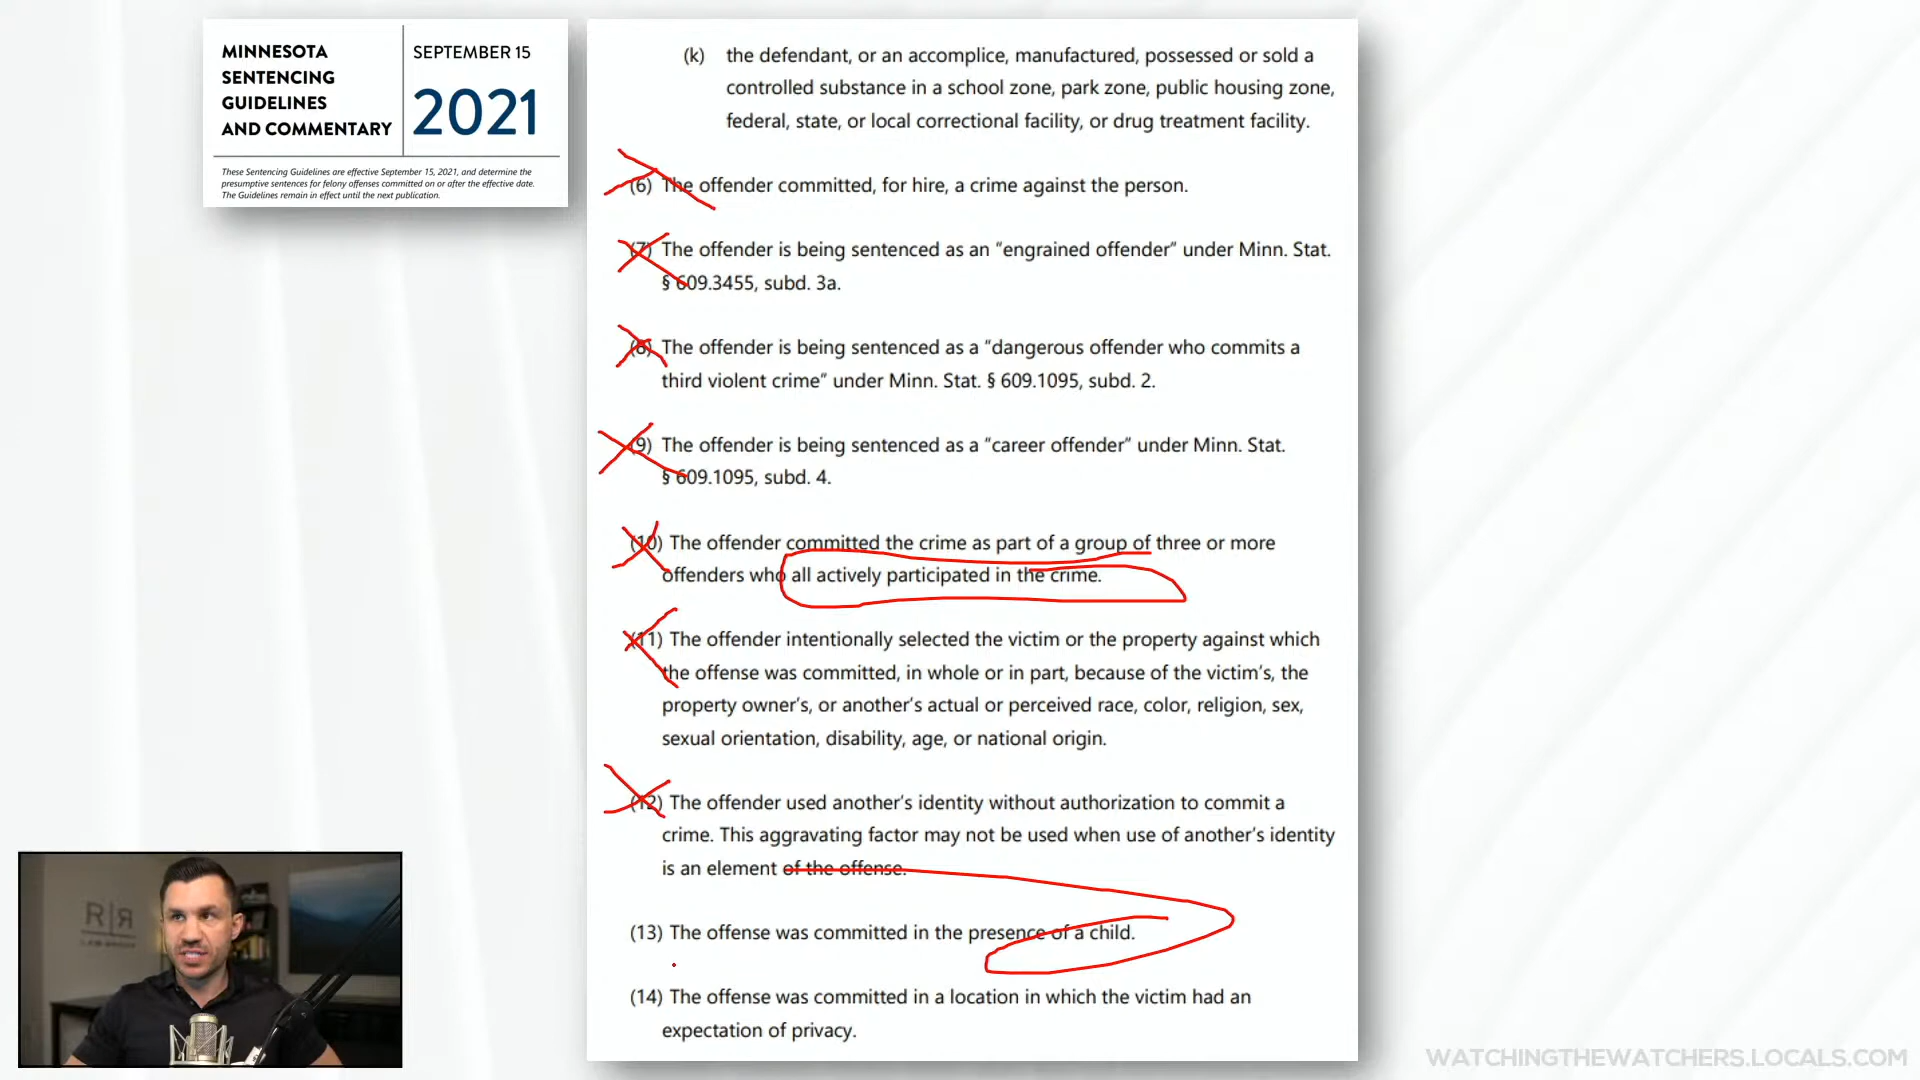 MINNESOTA
SENTENCING
GUIDELINES
AND COMMENTARY
SEPTEMBER 15
2021
These Sentencing Guidelines are effective September 15, 2021, and determine the
presumptive sentences for felony offenses committed on or after the effective date.
The Guidelines remain in effect until the next publication.
(k) the defendant, or an accomplice, manufactured, possessed or sold a
controlled substance in a school zone, park zone, public housing zone,
federal, state, or local correctional facility, or drug treatment facility.
(6) The offender committed, for hire, a crime against the person.
(7) The offender is being sentenced as an “engrained offender” under Minn. Stat.
§ 609.3455, subd. 3a.
(8) The offender is being sentenced as a “dangerous offender who commits a
third violent crime” under Minn. Stat. § 609.1095, subd. 2.
(9) The offender is being sentenced as a “career offender” under Minn. Stat.
§ 609.1095, subd. 4.
(10) The offender committed the crime as part of a group of three or more
offenders who all actively participated in the crime.
(11) The offender intentionally selected the victim or the property against which
the offense was committed, in whole or in part, because of the victim’s, the
property owner’s, or another’s actual or perceived race, color, religion, sex,
sexual orientation, disability, age, or national origin.
(12) The offender used another’s identity without authorization to commit a
crime. This aggravating factor may not be used when use of another’s identity
is an element of the offense.
(13) The offense was committed in the presence of a child.
(14) The offense was committed in a location in which the victim had an
expectation of privacy.
R|R
LAW GROUP
WATCHINGTHEWATCHERS.LOCALS.COM